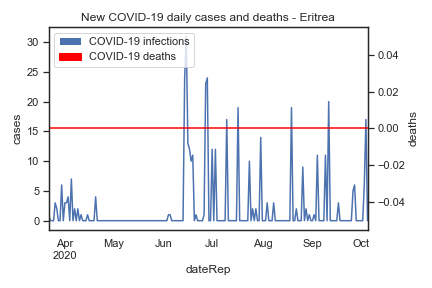 New COVID-19 daily cases and deaths - Eritrea
COVID-19 infections
COVID-19 deaths
30
25
20
15
10
5
0
cases
0.04
0.02
0.00
−0.02
−0.04
deaths
Apr May Jun Jul Aug Sep Oct
2020
dateRep